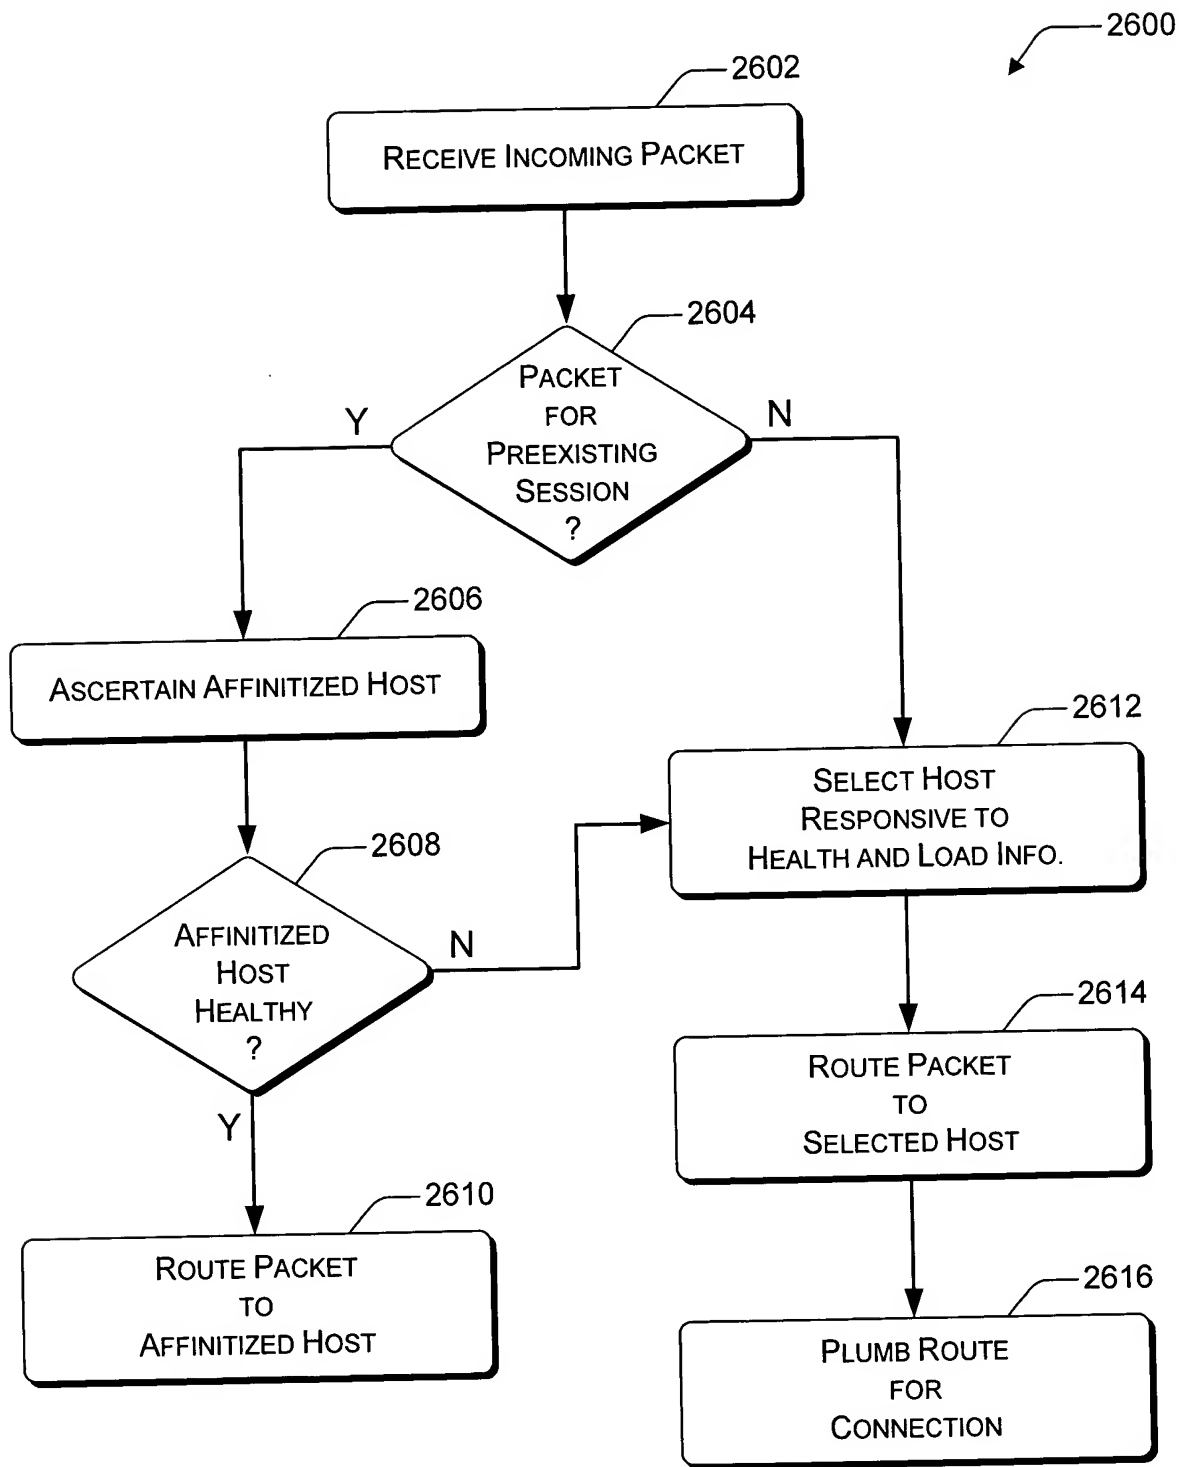 2600
2602
RECEIVE INCOMING PACKET
2604
PACKET
FOR
PREEXISTING
SESSION
?
Y
N
2606
ASCERTAIN AFFINITIZED HOST
2612
SELECT HOST
RESPONSIVE TO
HEALTH AND LOAD INFO.
2608
AFFINITIZED
HOST
HEALTHY
?
N
Y
2614
ROUTE PACKET
TO
SELECTED HOST
2610
ROUTE PACKET
TO
AFFINITIZED HOST
2616
PLUMB ROUTE
FOR
CONNECTION